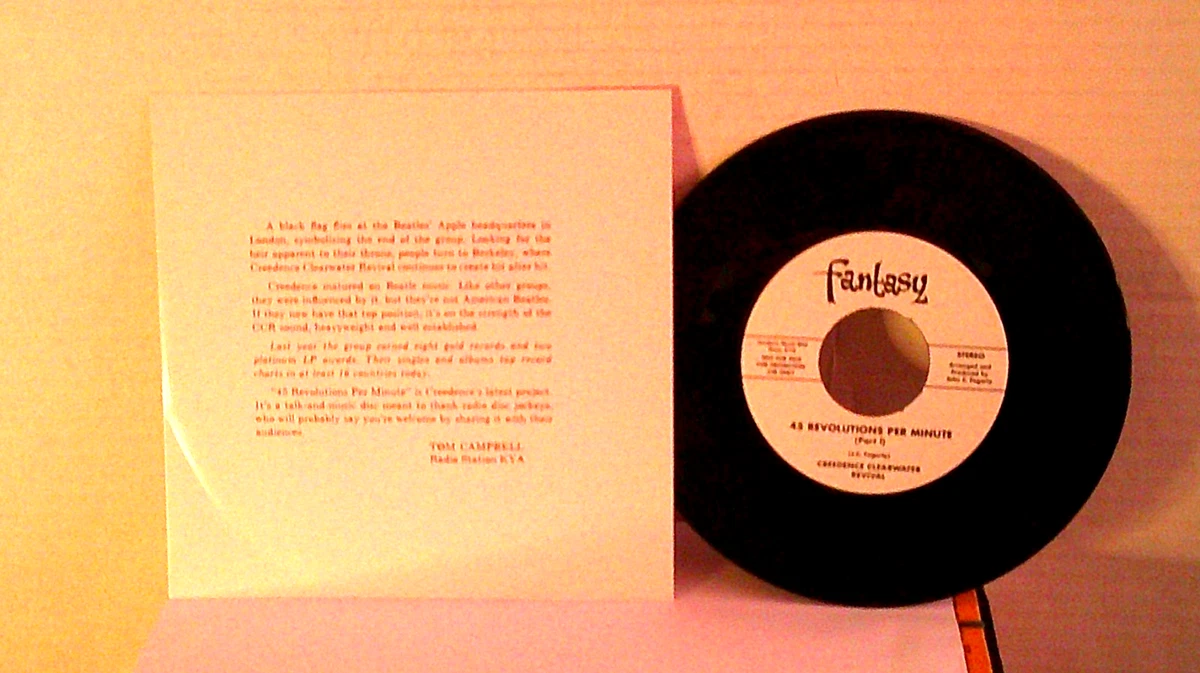 A black flag flies at the Beatles' Apple headquarters in
London, symbolizing the end of the group. Looking for the
heir apparent to their throne, people turn to Berkeley, where
Creedence Clearwater Revival continues to create hit after hit.
Creedence matured on Beatle music. Like other groups,
they were influenced by it, but they're not American Beatles.
If they now have that top position, it's on the strength of the
CCR sound, heavyweight and well established.
Last year the group earned eight gold records and two
platinum LP awards. Their singles and albums top record
charts in at least 16 countries today.
"45 Revolutions Per Minute" is Creedence's latest project.
It's a talk-and-music disc meant to thank radio disc jockeys,
who will probably say you're welcome by sharing it with their
audiences.
TOM CAMPBELL
Radio Station KYA
fantasy
NOT FOR SALE
FOR PROMOTION
USE ONLY
STEREO
Arranged and
Produced by
John C. Fogerty
45 REVOLUTIONS PER MINUTE
(Part I)
(J.C. Fogerty)
CREEDENCE CLEARWATER
REVIVAL